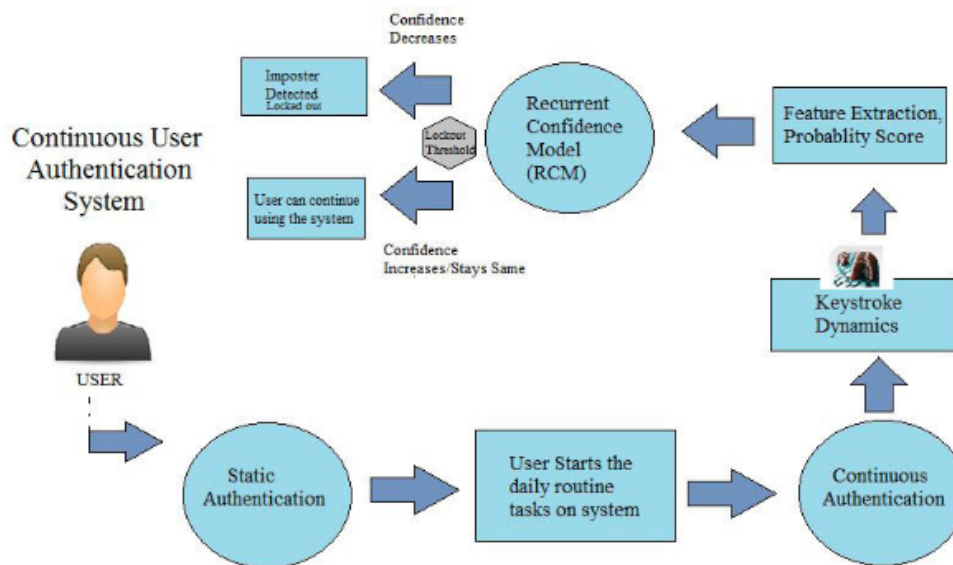 Confidence
Decreases
Imposter
Detected
Locked out
Recurrent
Confidence
Model
(RCM)
Feature Extraction,
Probablity Score
Lockout
Threshold
Continuous User
Authentication
System
User can continue
using the system
Confidence
Increases/Stays Same
Keystroke
Dynamics
USER
Static
Authentication
User Starts the
daily routine
tasks on system
Continuous
Authentication